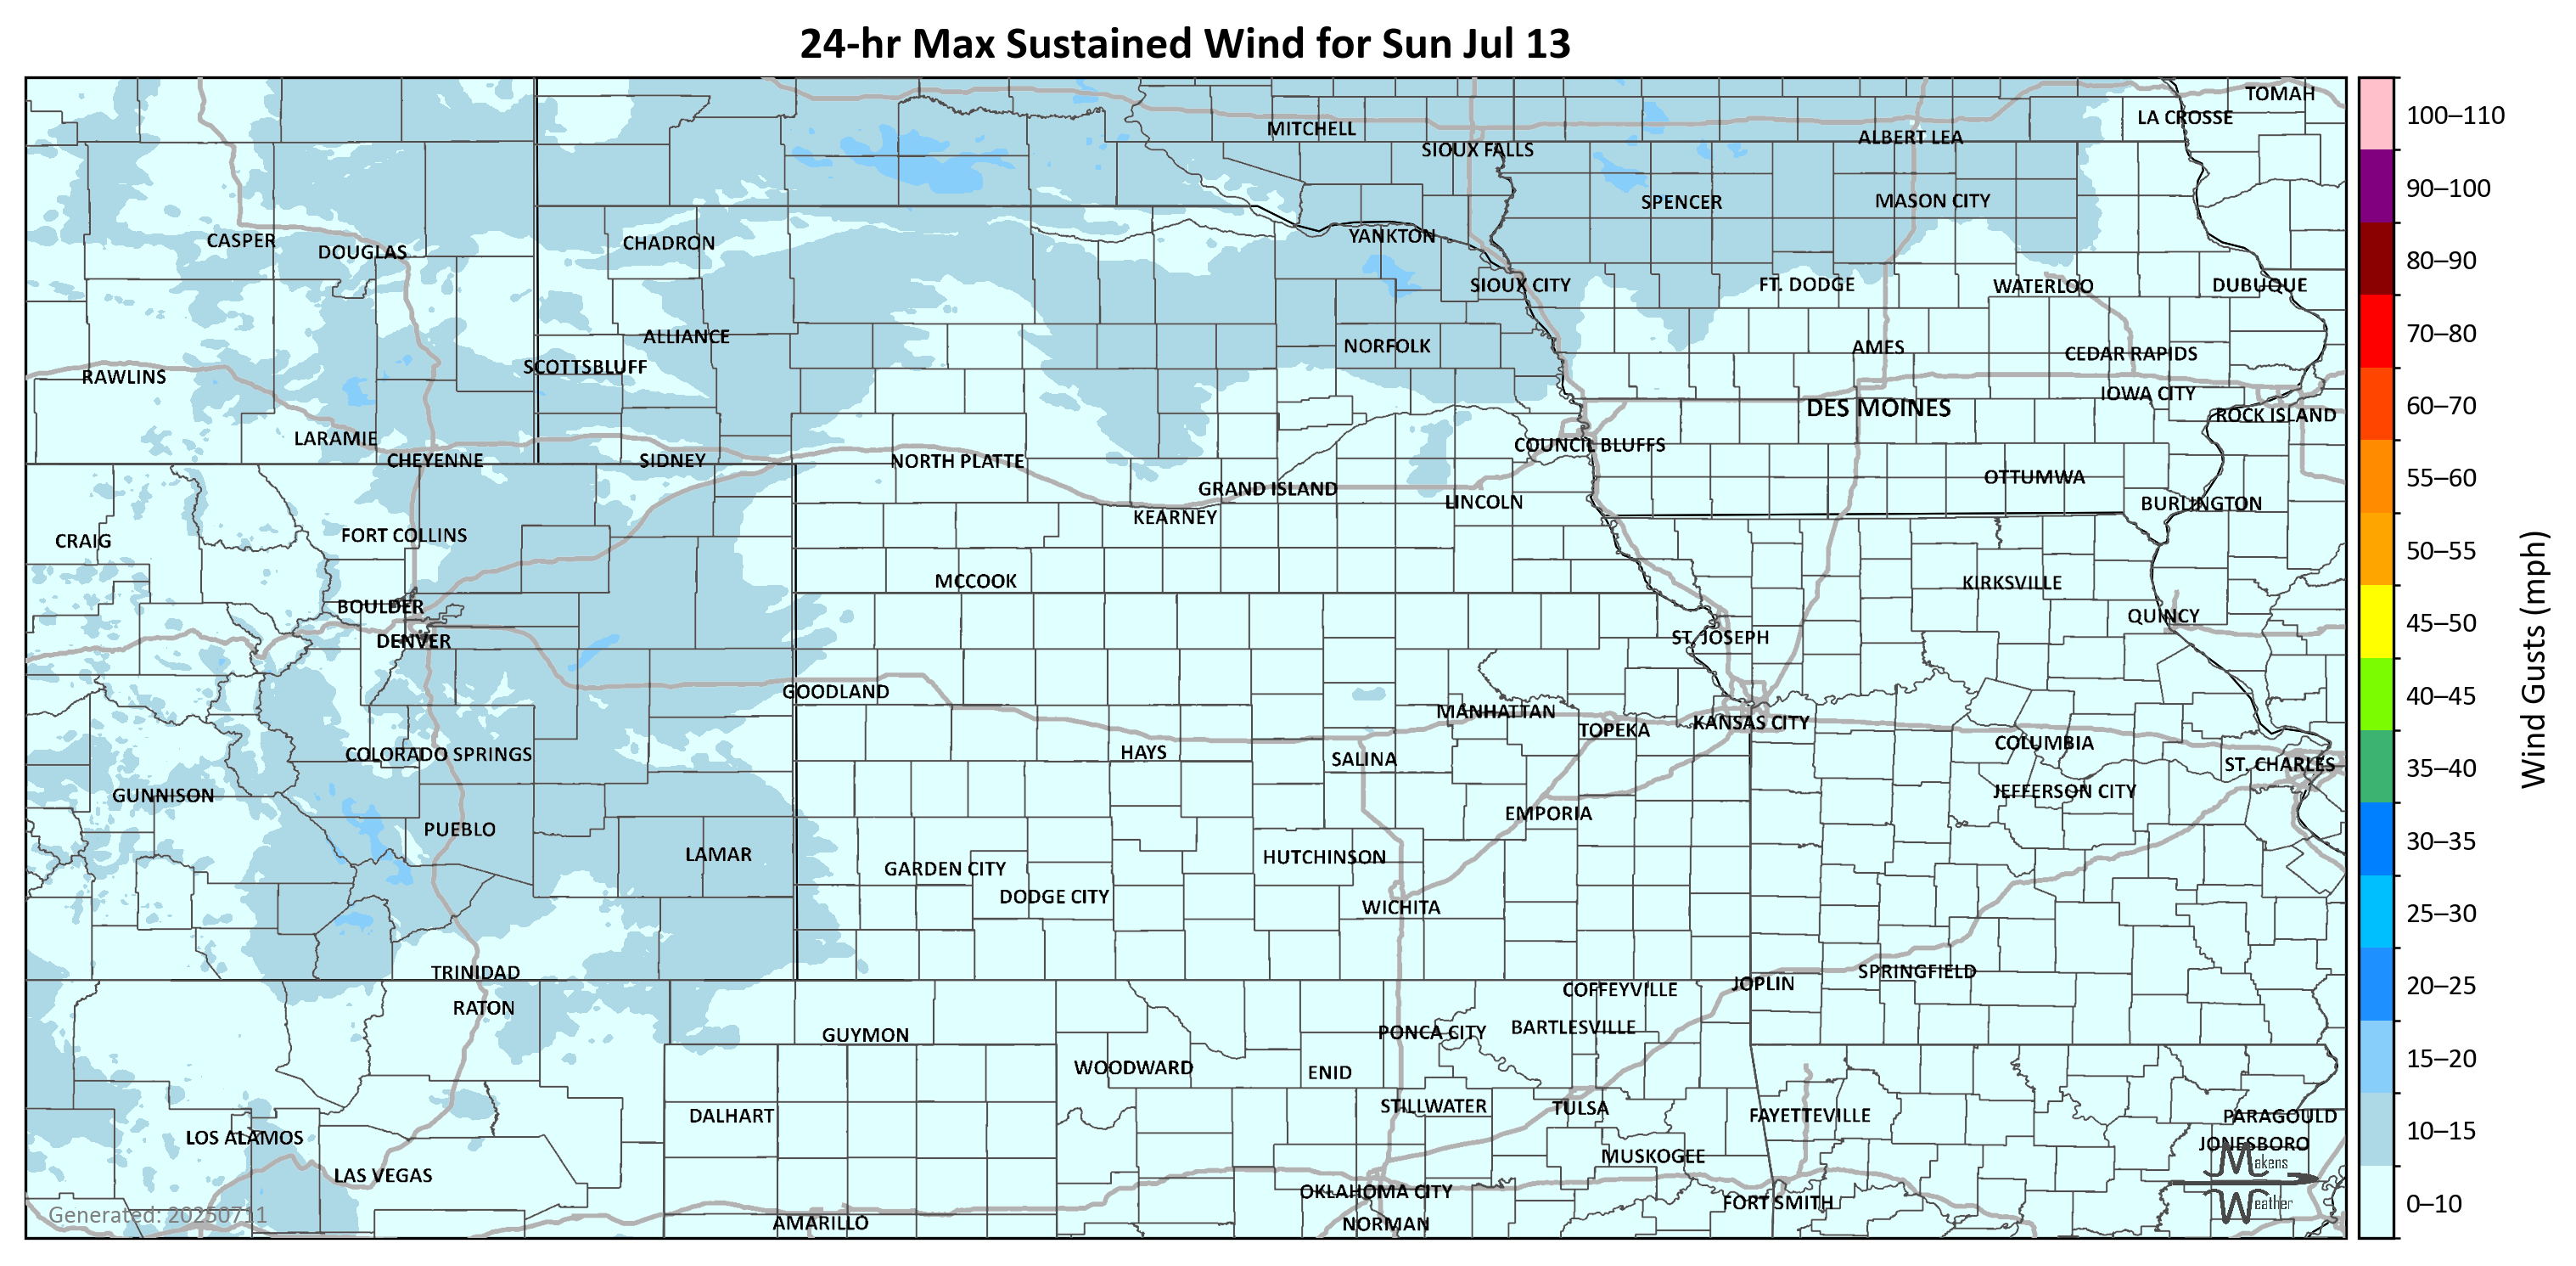 24-hr Max Sustained Wind for Sun Jul 13
TOMAH
LA CROSSE
MITCHELL
ALBERT LEA
SIOUX FALLS
SPENCER
MASON CITY
CASPER
DOUGLAS
CHADRON
YANKTON
SIOUX CITY
FT. DODGE
WATERLOO
DUBUQUE
ALLIANCE
NORFOLK
AMES
CEDAR RAPIDS
SCOTTSBLUFF
RAWLINS
IOWA CITY
DES MOINES
ROCK ISLAND
LARAMIE
COUNCIL BLUFFS
CHEYENNE
SIDNEY
NORTH PLATTE
OTTUMWA
GRAND ISLAND
LINCOLN
BURLINGTON
KEARNEY
CRAIG
FORT COLLINS
MCCOOK
KIRKSVILLE
BOULDER
QUINCY
DENVER
ST. JOSEPH
GOODLAND
MANHATTAN
TOPEKA
KANSAS CITY
COLORADO SPRINGS
HAYS
SALINA
COLUMBIA
ST. CHARLES
GUNNISON
JEFFERSON CITY
PUEBLO
EMPORIA
LAMAR
HUTCHINSON
GARDEN CITY
DODGE CITY
WICHITA
TRINIDAD
SPRINGFIELD
JOPLIN
COFFEYVILLE
RATON
GUYMON
PONCA CITY
BARTLESVILLE
WOODWARD
ENID
DALHART
STILLWATER
TULSA
FAYETTEVILLE
PARAGOULD
LOS ALAMOS
JONESBORO
LAS VEGAS
MUSKOGEE
OKLAHOMA CITY
FORT SMITH
AMARILLO
NORMAN
Generated: 20250711
Makens
Weather
100–110
90–100
80–90
70–80
60–70
55–60
50–55
45–50
40–45
35–40
30–35
25–30
20–25
15–20
10–15
0–10
Wind Gusts (mph)